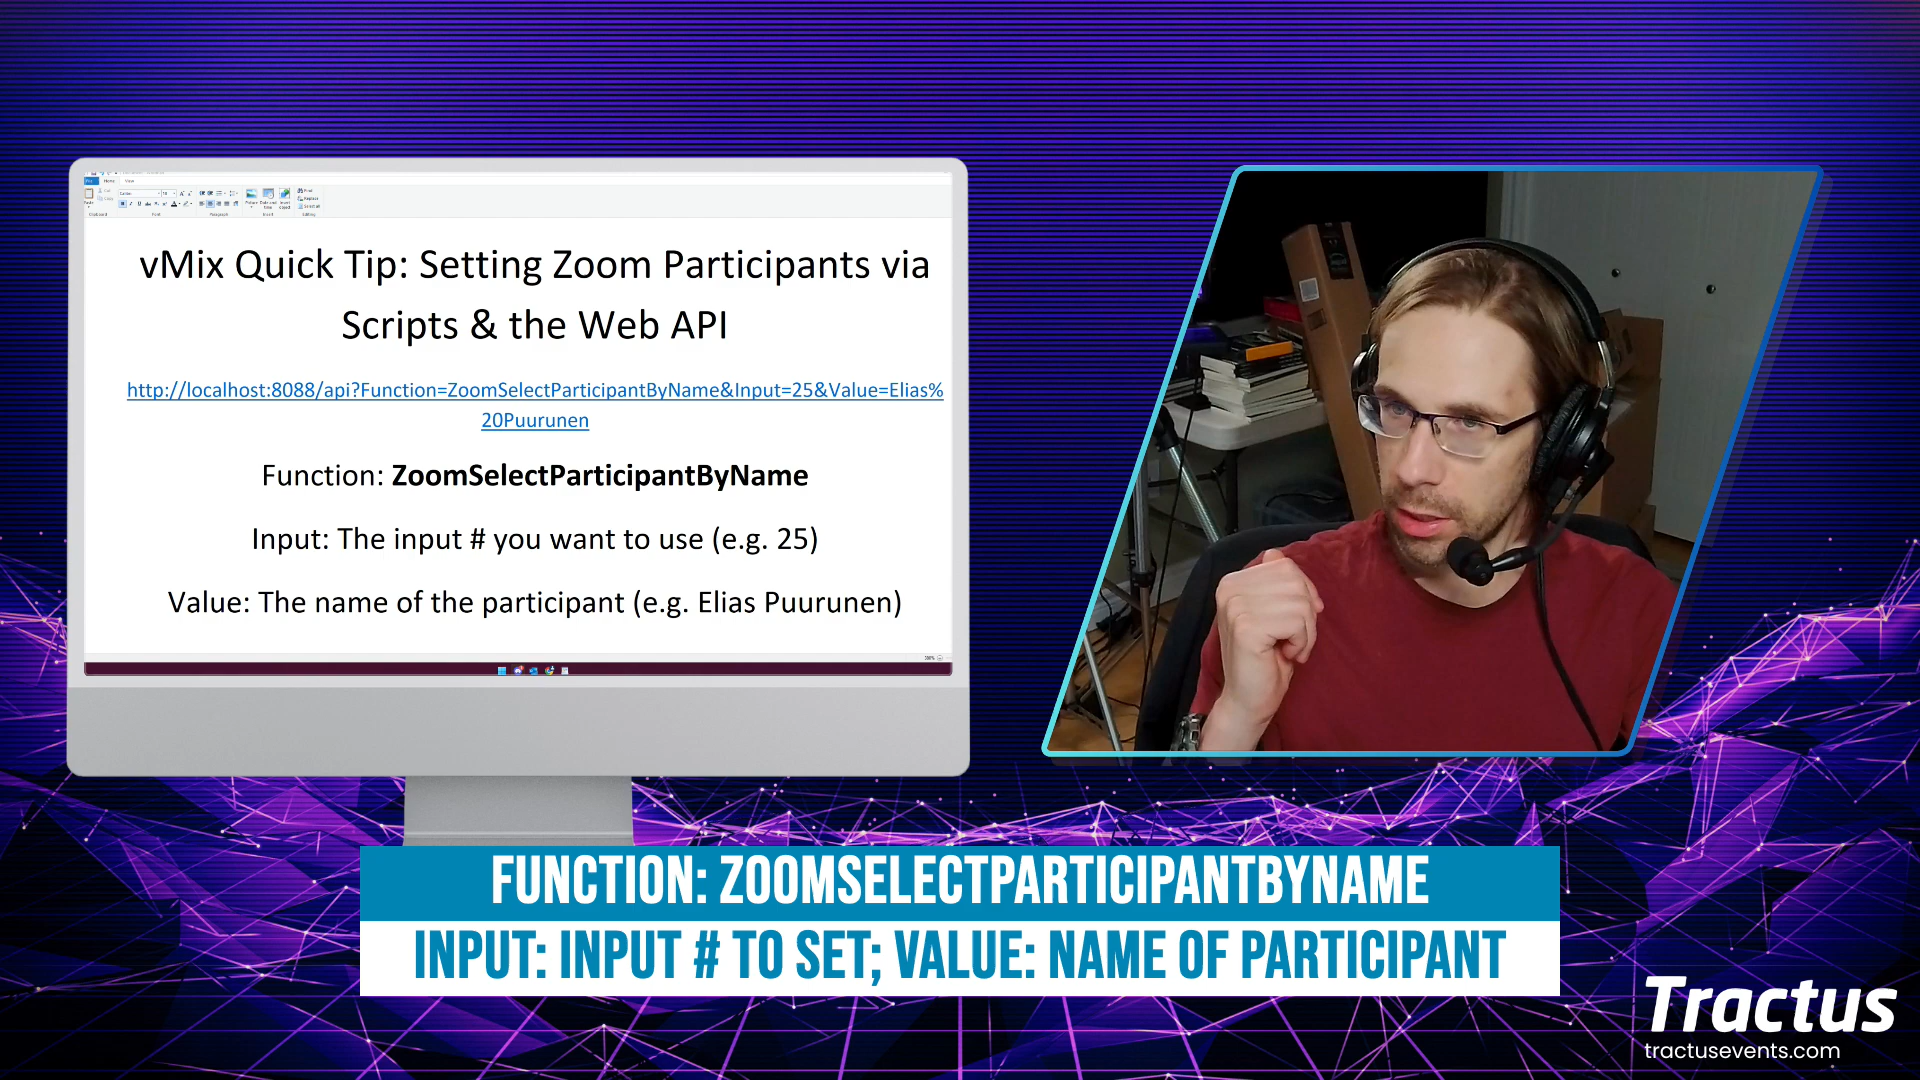 vMix Quick Tip: Setting Zoom Participants via
Scripts & the Web API
http://localhost:8088/api?Function=ZoomSelectParticipantByName&Input=25&Value=Elias%
20Puurunen
Function: ZoomSelectParticipantByName
Input: The input # you want to use (e.g. 25)
Value: The name of the participant (e.g. Elias Puurunen)
FUNCTION: ZOOMSELECTPARTICIPANTBYNAME
INPUT: INPUT # TO SET; VALUE: NAME OF PARTICIPANT
Tractus
tractusevents.com